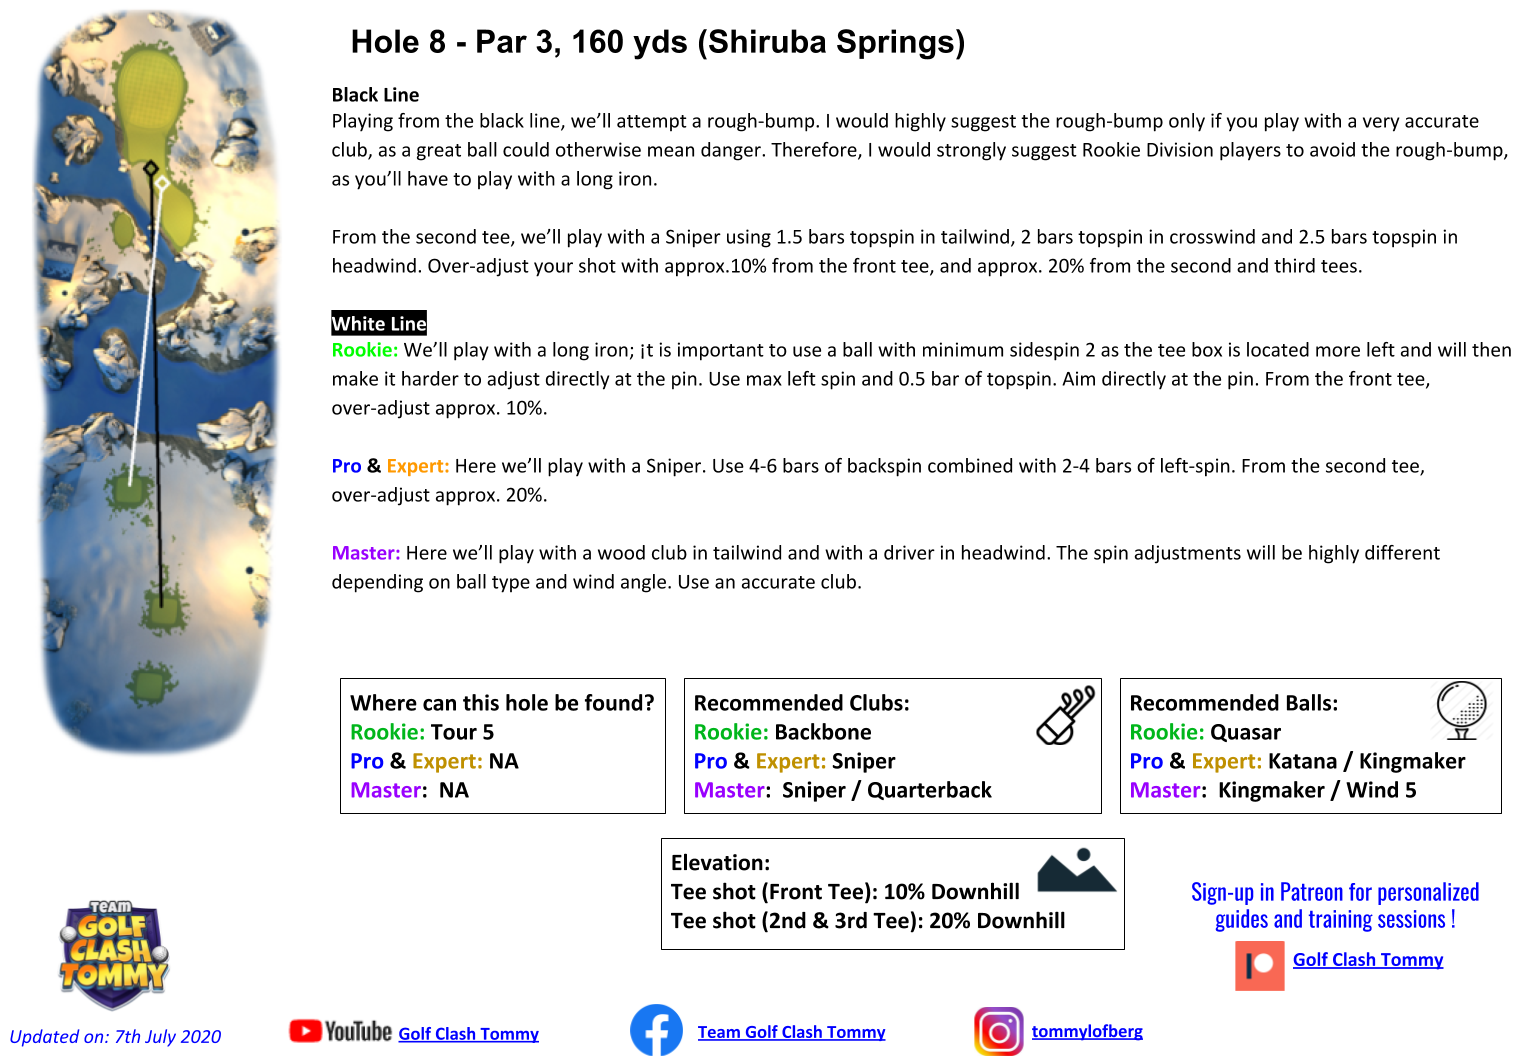 Hole 8 - Par 3, 160 yds (Shiruba Springs)
Black Line
Playing from the black line, we’ll attempt a rough-bump. I would highly suggest the rough-bump only if you play with a very accurate
club, as a great ball could otherwise mean danger. Therefore, I would strongly suggest Rookie Division players to avoid the rough-bump,
as you’ll have to play with a long iron.
From the second tee, we’ll play with a Sniper using 1.5 bars topspin in tailwind, 2 bars topspin in crosswind and 2.5 bars topspin in
headwind. Over-adjust your shot with approx.10% from the front tee, and approx. 20% from the second and third tees.
White Line
Rookie: We’ll play with a long iron; ¡t is important to use a ball with minimum sidespin 2 as the tee box is located more left and will then
make it harder to adjust directly at the pin. Use max left spin and 0.5 bar of topspin. Aim directly at the pin. From the front tee,
over-adjust approx. 10%.
Pro & Expert: Here we’ll play with a Sniper. Use 4-6 bars of backspin combined with 2-4 bars of left-spin. From the second tee,
over-adjust approx. 20%.
Master: Here we’ll play with a wood club in tailwind and with a driver in headwind. The spin adjustments will be highly different
depending on ball type and wind angle. Use an accurate club.
Where can this hole be found?
Rookie: Tour 5
Pro & Expert: NA
Master: NA
Recommended Clubs:
Rookie: Backbone
Pro & Expert: Sniper
Master: Sniper / Quarterback
Recommended Balls:
Rookie: Quasar
Pro & Expert: Katana / Kingmaker
Master: Kingmaker / Wind 5
Elevation:
Tee shot (Front Tee): 10% Downhill
Tee shot (2nd & 3rd Tee): 20% Downhill
Sign-up in Patreon for personalized
guides and training sessions !
Golf Clash Tommy
TEAM
GOLF
CLASH
TOMMY
Updated on: 7th July 2020
YouTube Golf Clash Tommy
Team Golf Clash Tommy
tommylofberg